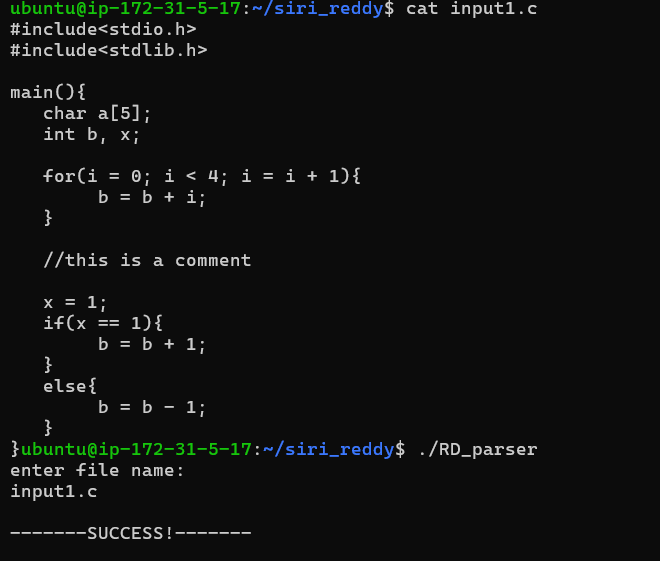 ubuntu@ip-172-31-5-17:~/siri_reddy$ cat input1.c
#include<stdio.h>
#include<stdlib.h>

main(){
   char a[5];
   int b, x;

   for(i = 0; i < 4; i = i + 1){
        b = b + i;
   }

   //this is a comment

   x = 1;
   if(x == 1){
        b = b + 1;
   }
   else{
        b = b - 1;
   }
}ubuntu@ip-172-31-5-17:~/siri_reddy$ ./RD_parser
enter file name:
input1.c

-------SUCCESS!-------